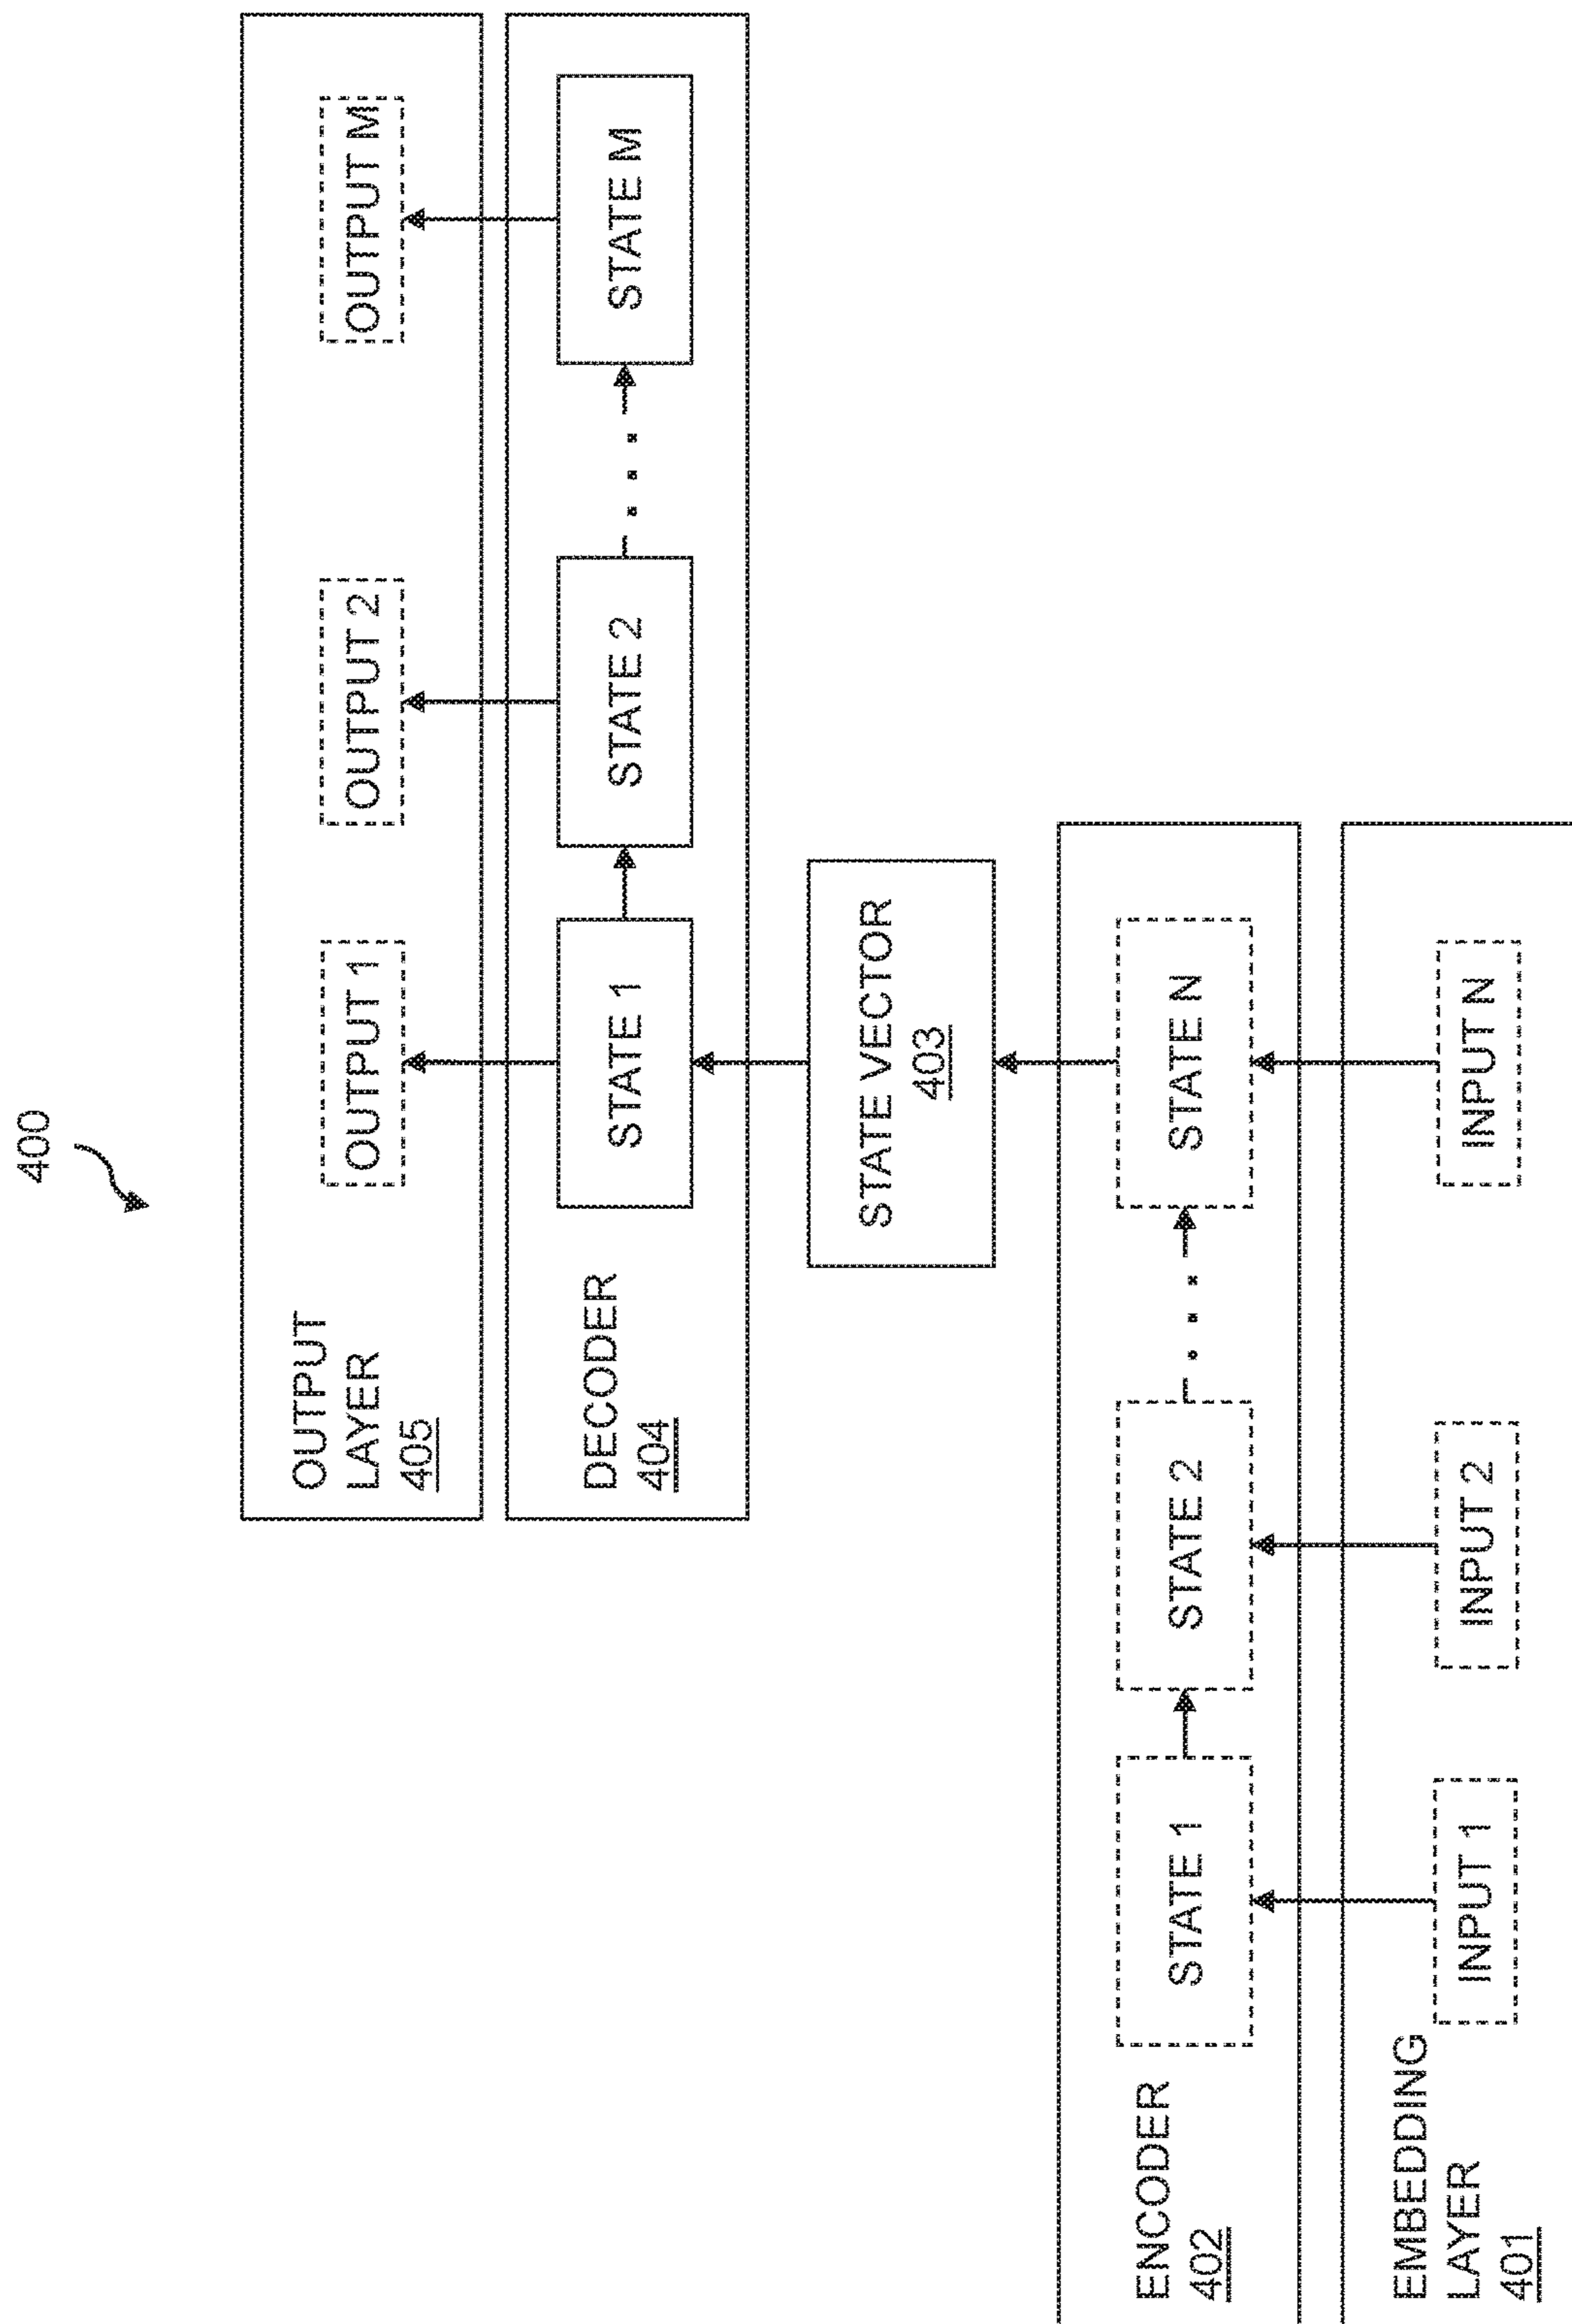 400
OUTPUT
LAYER
405
OUTPUT 1
OUTPUT 2
OUTPUT M
DECODER
404
STATE 1
STATE 2
STATE M
STATE VECTOR
403
ENCODER
402
STATE 1
STATE 2
STATE N
EMBEDDING
LAYER
401
INPUT 1
INPUT 2
INPUT N